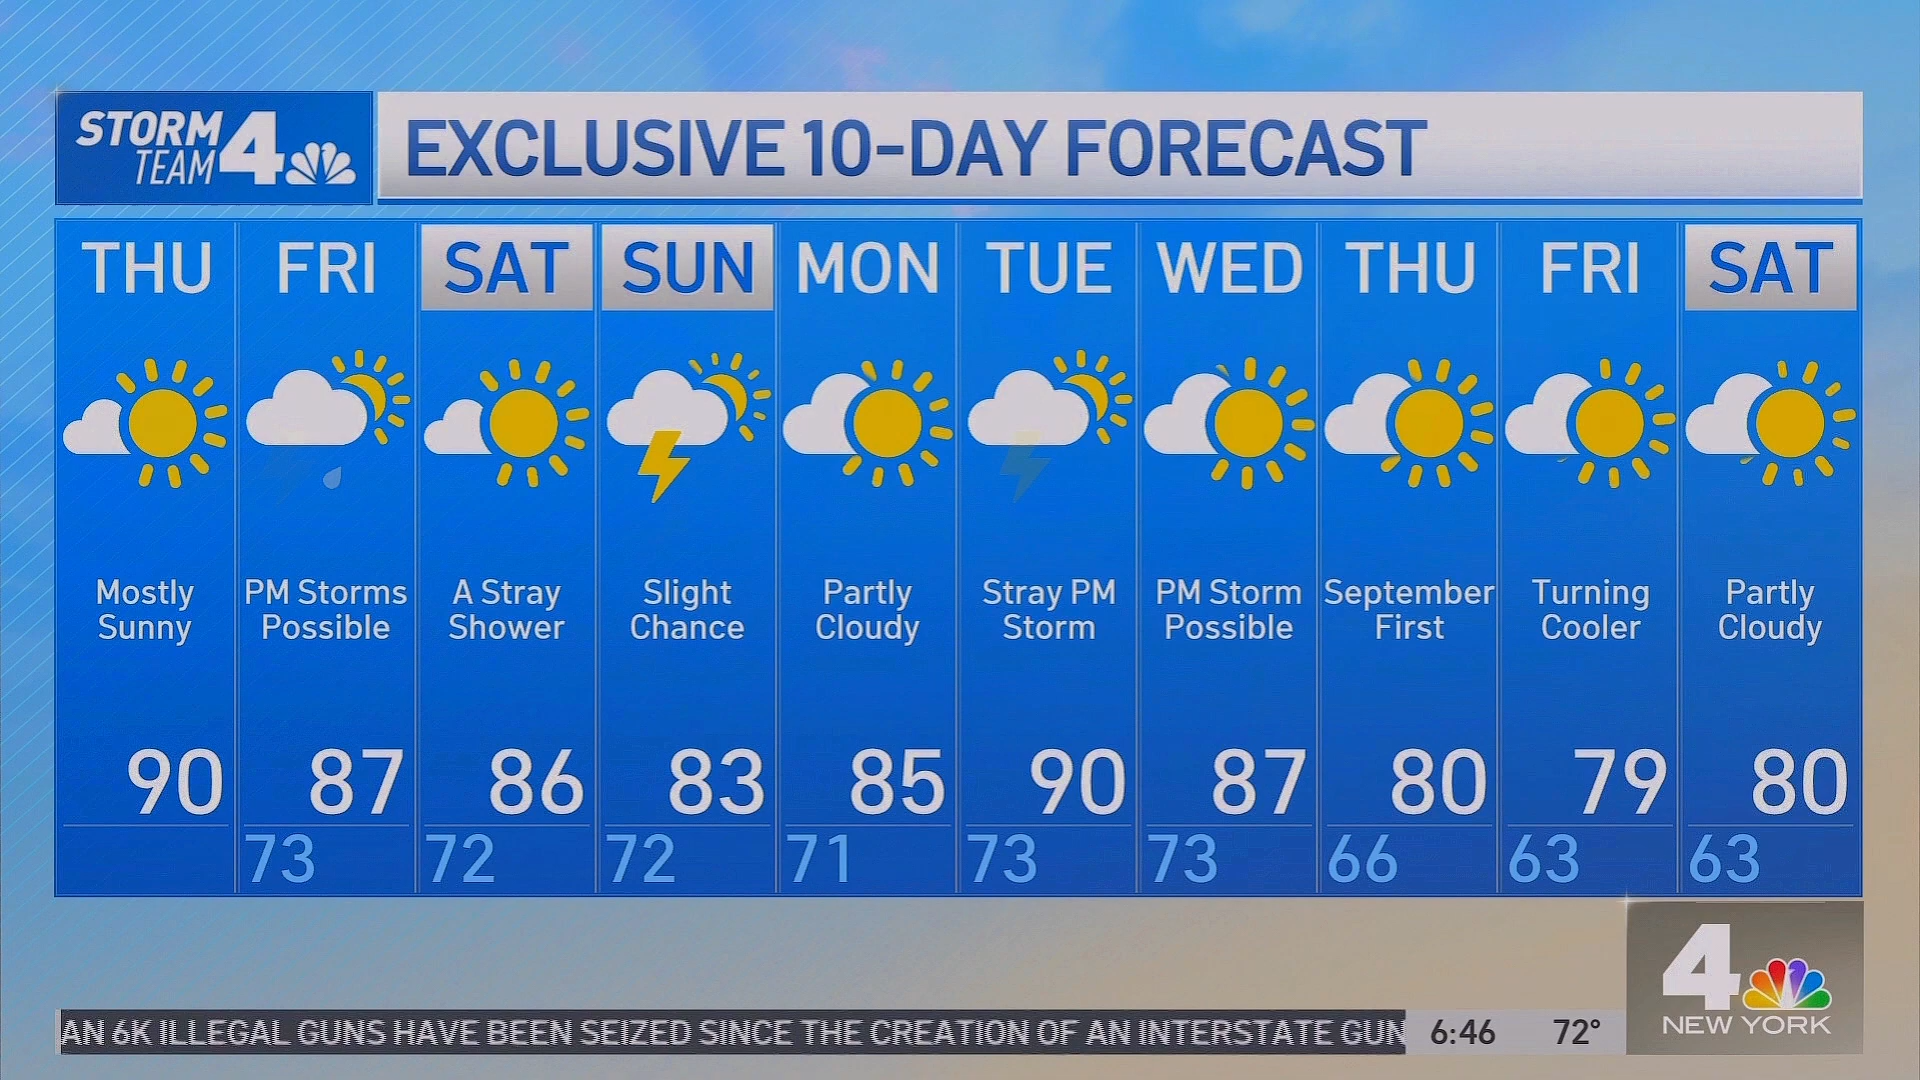 STORM TEAM 4
EXCLUSIVE 10-DAY FORECAST
THU FRI SAT SUN MON TUE WED THU FRI SAT
Mostly Sunny
PM Storms Possible
A Stray Shower
Slight Chance
Partly Cloudy
Stray PM Storm
PM Storm Possible
September First
Turning Cooler
Partly Cloudy
90 87 86 83 85 90 87 80 79 80
73 72 72 71 73 73 66 63 63
4
NEW YORK
AN 6K ILLEGAL GUNS HAVE BEEN SEIZED SINCE THE CREATION OF AN INTERSTATE GUN
6:46 72°